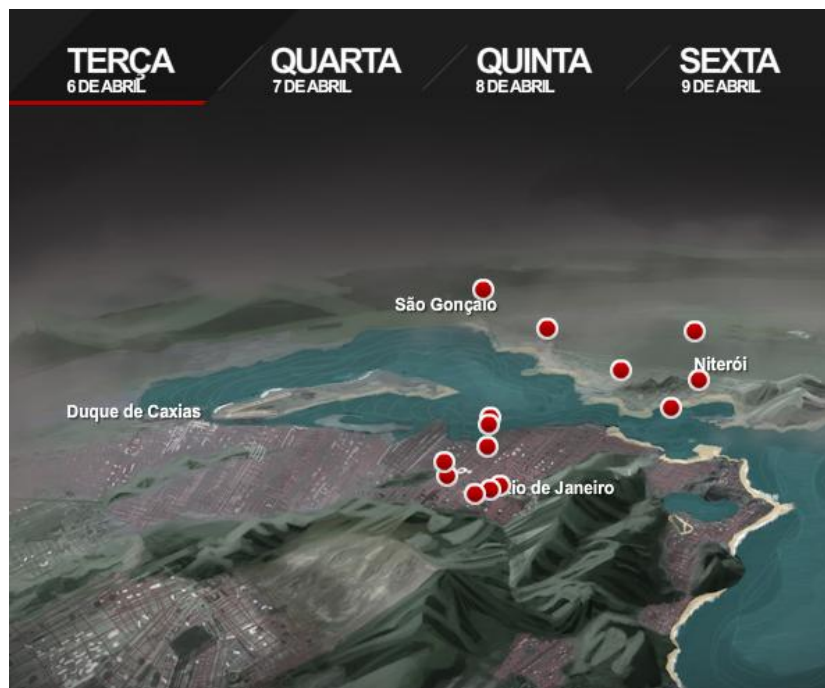 TERÇA
6 DE ABRIL
QUARTA
7 DE ABRIL
QUINTA
8 DE ABRIL
SEXTA
9 DE ABRIL
São Gonçalo
Niterói
Duque de Caxias
Rio de Janeiro